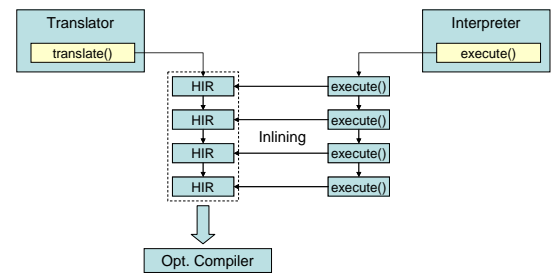 Translator
Interpreter
translate()
execute()
HIR
execute()
HIR
execute()
Inlining
HIR
execute()
HIR
execute()
Opt. Compiler